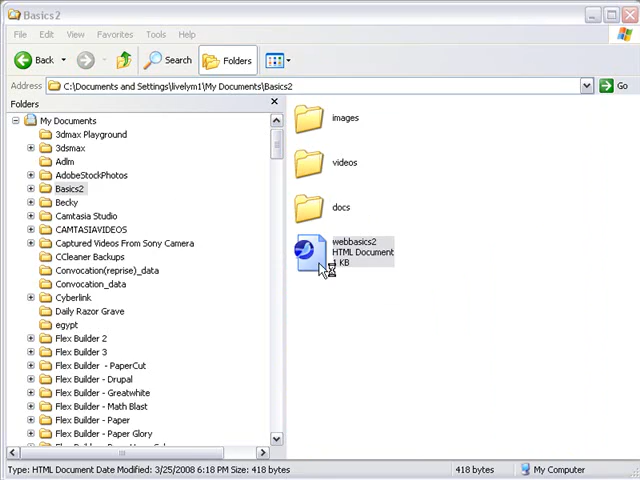 Basics2
File Edit View Favorites Tools Help
Back Search Folders
Address C:\Documents and Settings\livelym1\My Documents\Basics2 Go
Folders
My Documents
3dmax Playground
3dsmax
Adlm
AdobeStockPhotos
Basics2
Becky
Camtasia Studio
CAMTASIAVIDEOS
Captured Videos From Sony Camera
CCleaner Backups
Convocation(reprise)_data
Convocation_data
Cyberlink
Daily Razor Grave
egypt
Flex Builder 2
Flex Builder 3
Flex Builder - PaperCut
Flex Builder - Drupal
Flex Builder - Greatwhite
Flex Builder - Math Blast
Flex Builder - Paper
Flex Builder - Paper Glory
images
videos
docs
webbasics2
HTML Document
1 KB
Type: HTML Document Date Modified: 3/25/2008 6:18 PM Size: 418 bytes 418 bytes My Computer